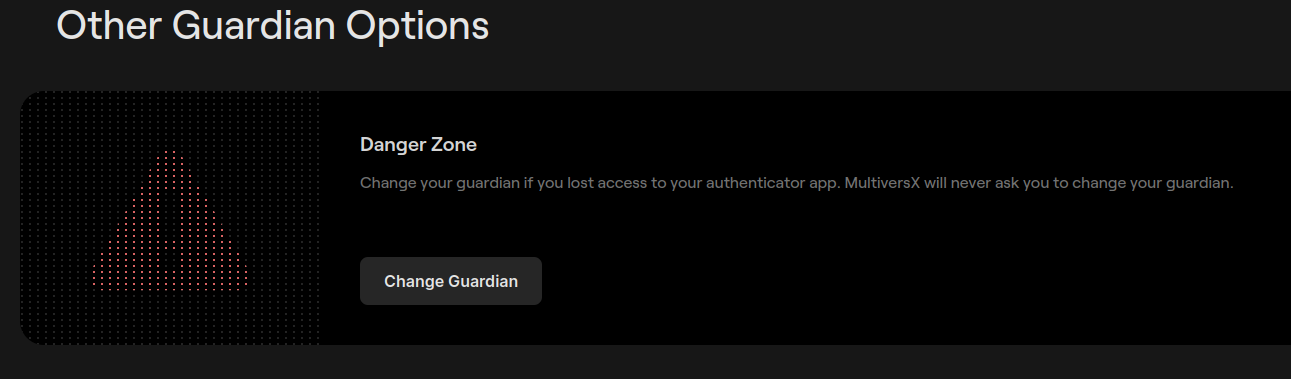 Other Guardian Options
Danger Zone
Change your guardian if you lost access to your authenticator app. MultiversX will never ask you to change your guardian.
Change Guardian